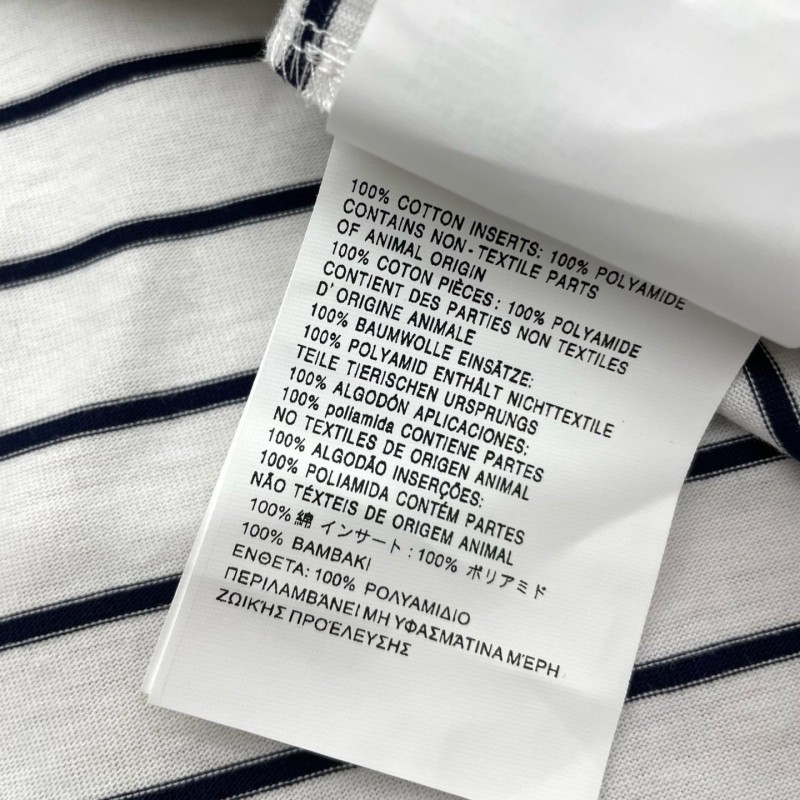 100% COTTON INSERTS: 100% POLYAMIDE
CONTAINS NON-TEXTILE PARTS
OF ANIMAL ORIGIN
100% COTON PIÈCES: 100% POLYAMIDE
CONTIENT DES PARTIES NON TEXTILES
D'ORIGINE ANIMALE
100% BAUMWOLLE EINSÄTZE:
100% POLYAMID ENTHÄLT NICHTTEXTILE
TEILE TIERISCHEN URSPRUNGS
100% ALGODÓN APLICACIONES:
100% poliamida CONTIENE PARTES
NO TEXTILES DE ORIGEN ANIMAL
100% ALGODÃO INSERÇÕES:
100% POLIAMIDA CONTÉM PARTES
NÃO TÉXTEIS DE ORIGEM ANIMAL
100% 綿 インサート: 100% ポリアミド
100% ΒΑΜΒΑΚΙ
ΕΝΘΕΤΑ: 100% ΡΟΛΥΑΜΙΔΙΟ
ΠΕΡΙΛΑΜΒΆΝΕΙ ΜΗ ΥΦΑΣΜΆΤΙΝΑ ΜΈΡΗ
ΖΩΙΚΉΣ ΠΡΟΈΛΕΥΣΗΣ